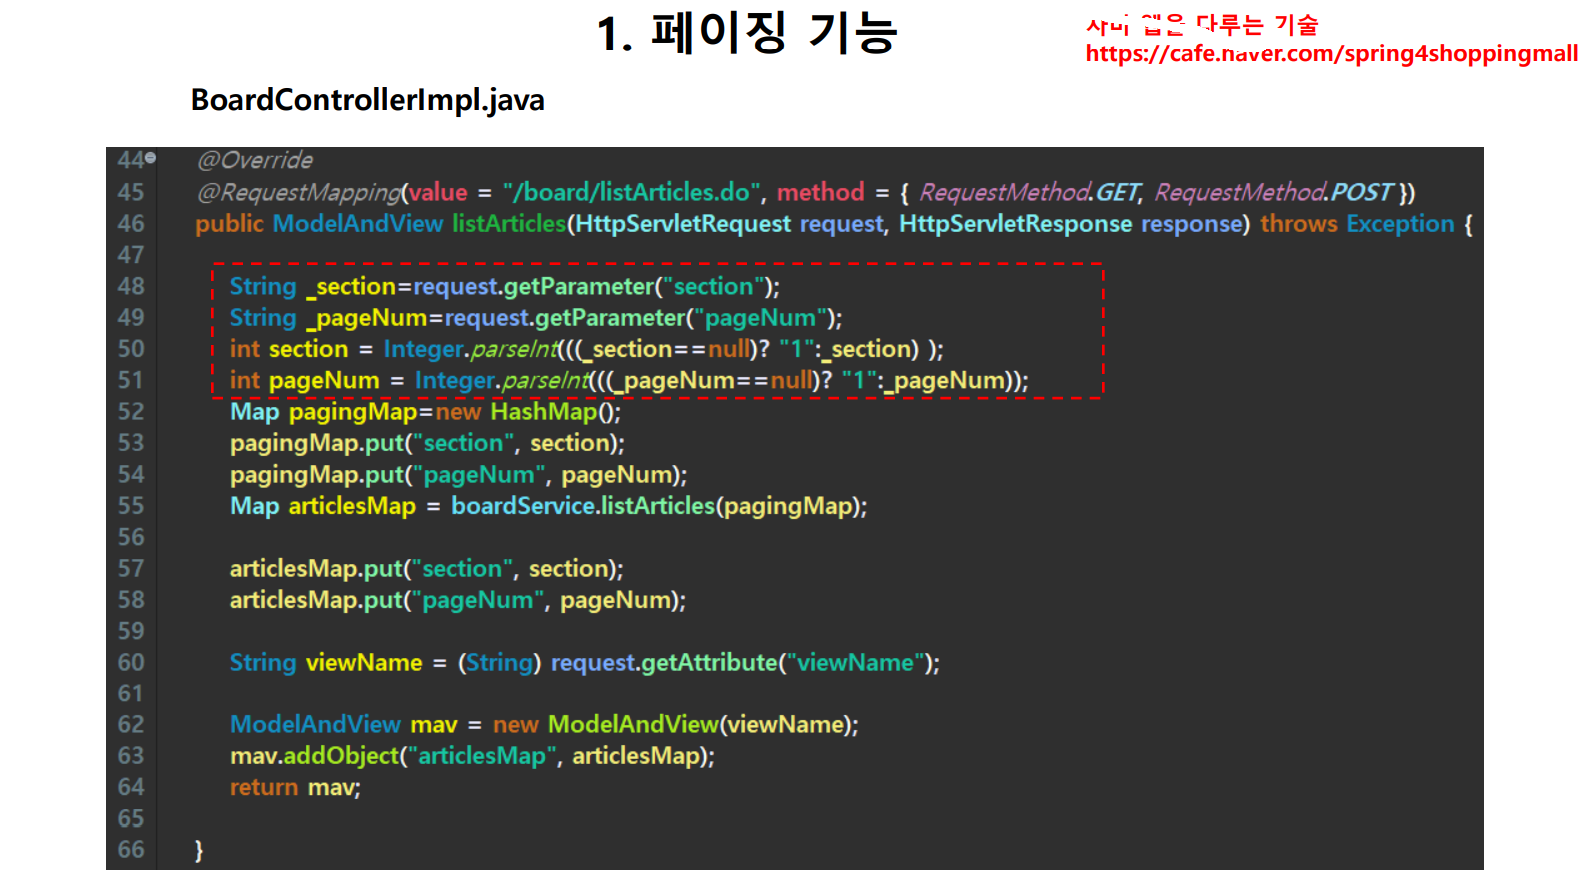 1. 페이징 기능
다루는 기술
https://cafe.naver.com/spring4shoppingmall
BoardControllerImpl.java
44 @Override
45 @RequestMapping(value = "/board/listArticles.do", method = { RequestMethod.GET, RequestMethod.POST })
46 public ModelAndView listArticles(HttpServletRequest request, HttpServletResponse response) throws Exception {
47
48 String _section=request.getParameter("section");
49 String _pageNum=request.getParameter("pageNum");
50 int section = Integer.parseInt(((_section==null)? "1":_section) );
51 int pageNum = Integer.parseInt(((_pageNum==null)? "1":_pageNum));
52 Map pagingMap=new HashMap();
53 pagingMap.put("section", section);
54 pagingMap.put("pageNum", pageNum);
55 Map articlesMap = boardService.listArticles(pagingMap);
56
57 articlesMap.put("section", section);
58 articlesMap.put("pageNum", pageNum);
59
60 String viewName = (String) request.getAttribute("viewName");
61
62 ModelAndView mav = new ModelAndView(viewName);
63 mav.addObject("articlesMap", articlesMap);
64 return mav;
65
66 }